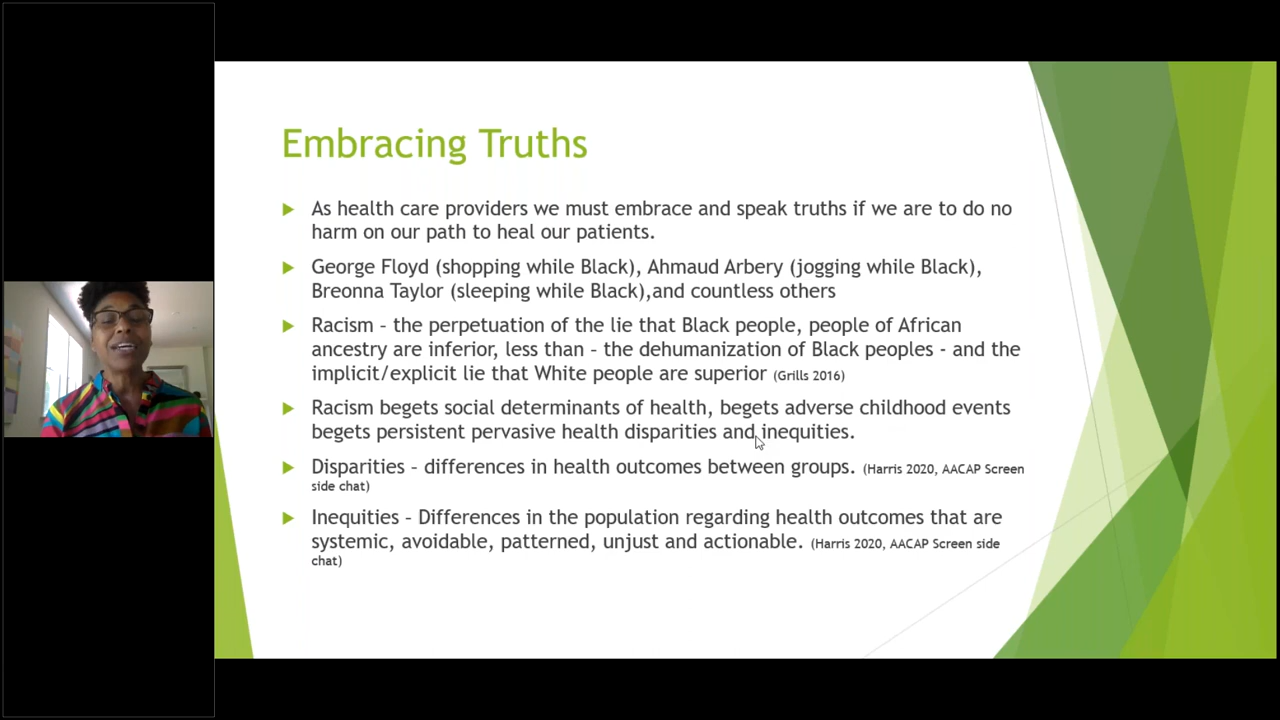 Embracing Truths
As health care providers we must embrace and speak truths if we are to do no
harm on our path to heal our patients.
George Floyd (shopping while Black), Ahmaud Arbery (jogging while Black),
Breonna Taylor (sleeping while Black),and countless others
Racism – the perpetuation of the lie that Black people, people of African
ancestry are inferior, less than – the dehumanization of Black peoples - and the
implicit/explicit lie that White people are superior (Grills 2016)
Racism begets social determinants of health, begets adverse childhood events
begets persistent pervasive health disparities and inequities.
Disparities – differences in health outcomes between groups. (Harris 2020, AACAP Screen
side chat)
Inequities – Differences in the population regarding health outcomes that are
systemic, avoidable, patterned, unjust and actionable. (Harris 2020, AACAP Screen side
chat)